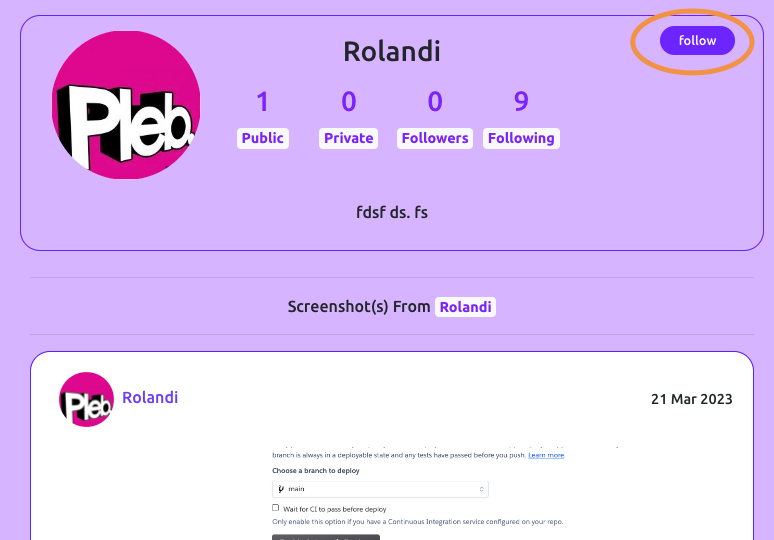 Pleb.
Rolandi
follow
1 0 0 9
Public Private Followers Following
fdsf ds. fs
Screenshot(s) From Rolandi
Pleb.
Rolandi
21 Mar 2023
branch is always in a deployable state and any tests have passed before you push. Learn more.
Choose a branch to deploy
main
Wait for CI to pass before deploy
Only enable this option if you have a Continuous Integration service configured on your repo.